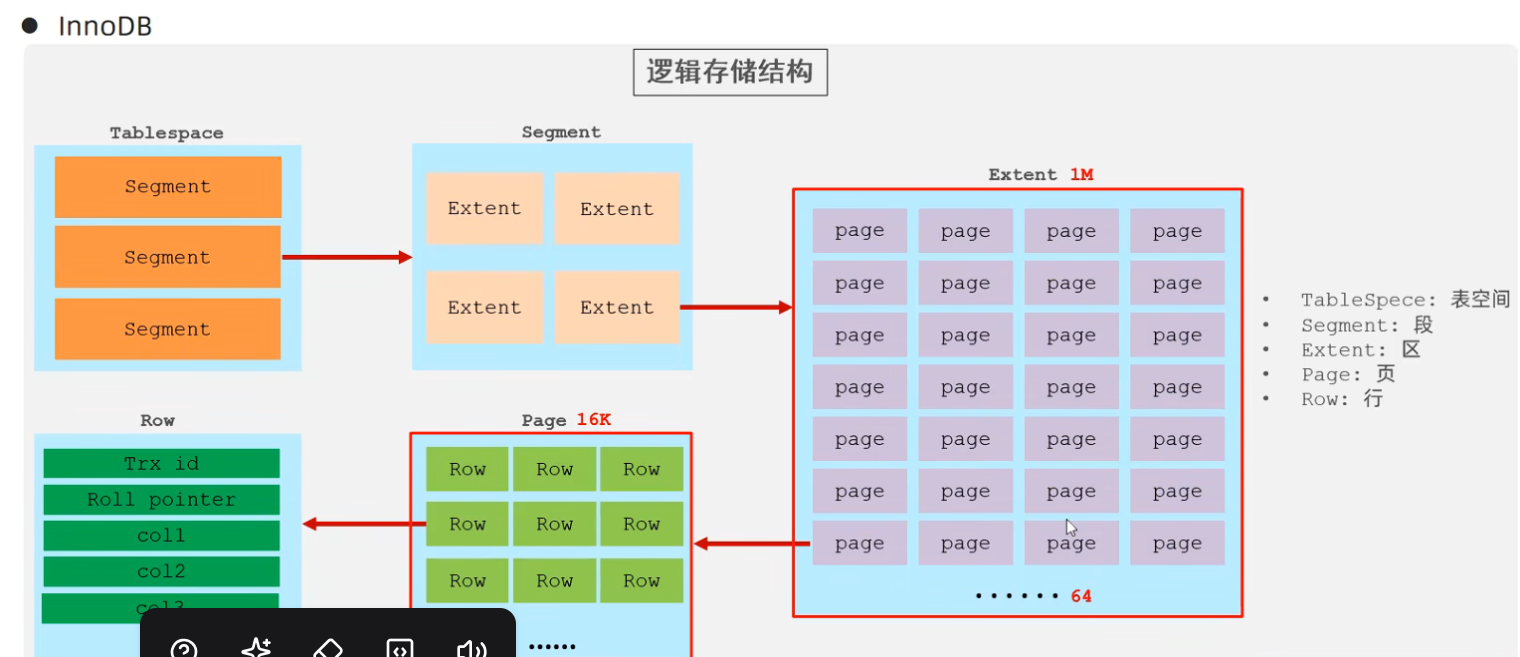 ● InnoDB
逻辑存储结构
Tablespace
Segment
Segment
Segment
Segment
Extent Extent
Extent Extent
Extent 1M
page page page page
page page page page
page page page page
page page page page
page page page page
page page page page
page page page page
······ 64
• TableSpece: 表空间
• Segment: 段
• Extent: 区
• Page: 页
• Row: 行
Row
Trx id
Roll pointer
col1
col2
col3
Page 16K
Row Row Row
Row Row Row
Row Row Row
······